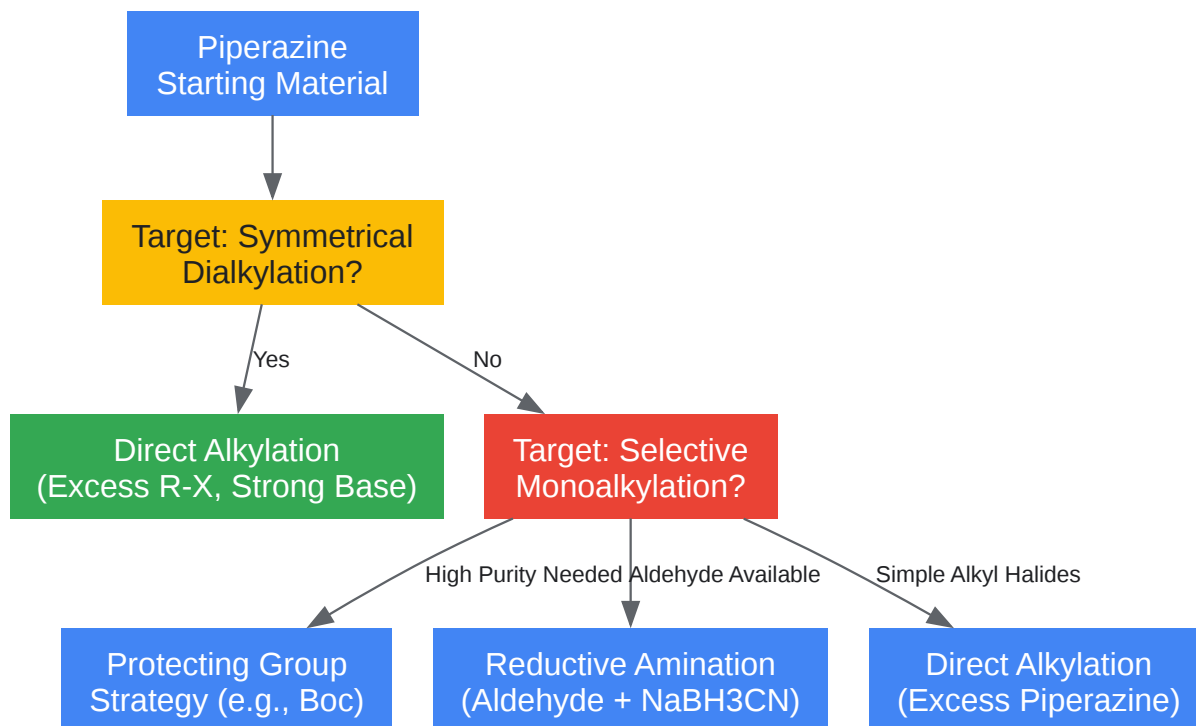 Piperazine
Starting Material
Target: Symmetrical
Dialkylation?
Yes
No
Direct Alkylation
(Excess R-X, Strong Base)
Target: Selective
Monoalkylation?
High Purity Needed
Aldehyde Available
Simple Alkyl Halides
Protecting Group
Strategy (e.g., Boc)
Reductive Amination
(Aldehyde + NaBH3CN)
Direct Alkylation
(Excess Piperazine)